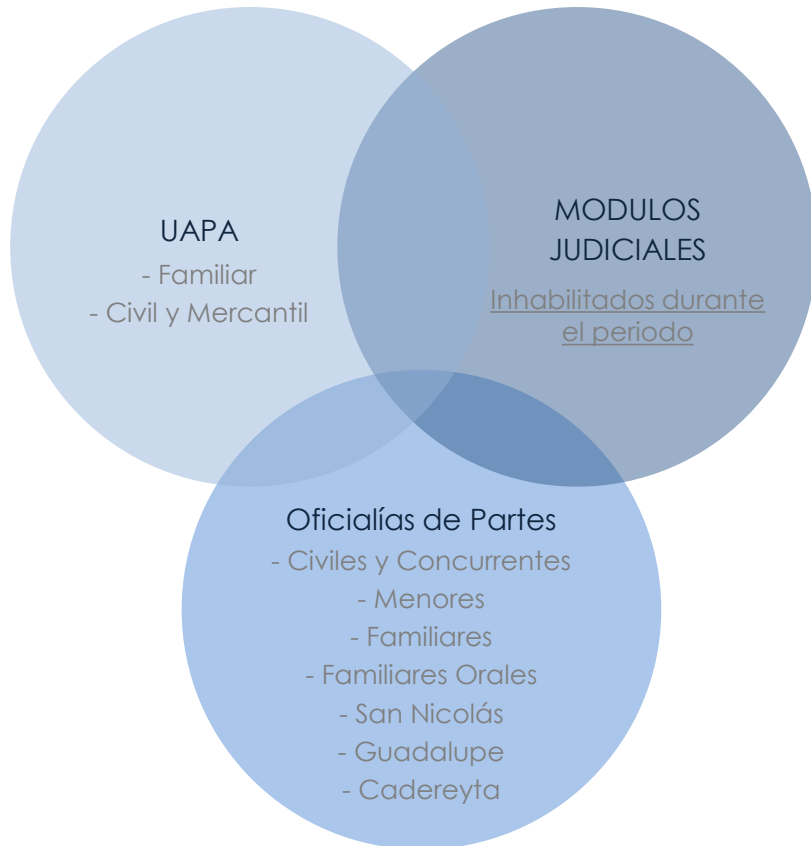 UAPA
- Familiar
- Civil y Mercantil
MODULOS
JUDICIALES
Inhabilitados durante
el periodo
Oficialías de Partes
- Civiles y Concurrentes
- Menores
- Familiares
- Familiares Orales
- San Nicolás
- Guadalupe
- Cadereyta